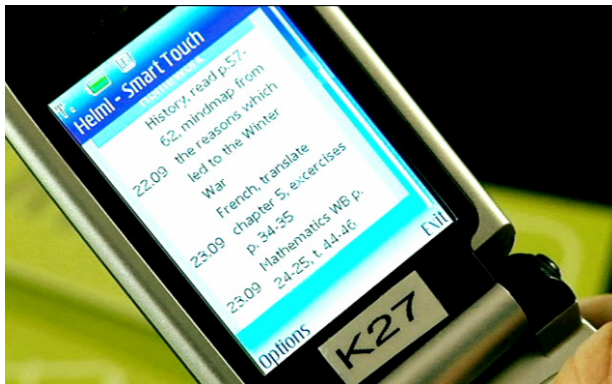 Helmi - Smart Touch
homework
History, read p.57-
62, mindmap from
22.09 the reasons which
led to the Winter
War
French, translate
23.09 chapter 5, excercises
p. 34-35
Mathematics WB p.
23.09 24-25, t. 44-46
Options Exit
K27